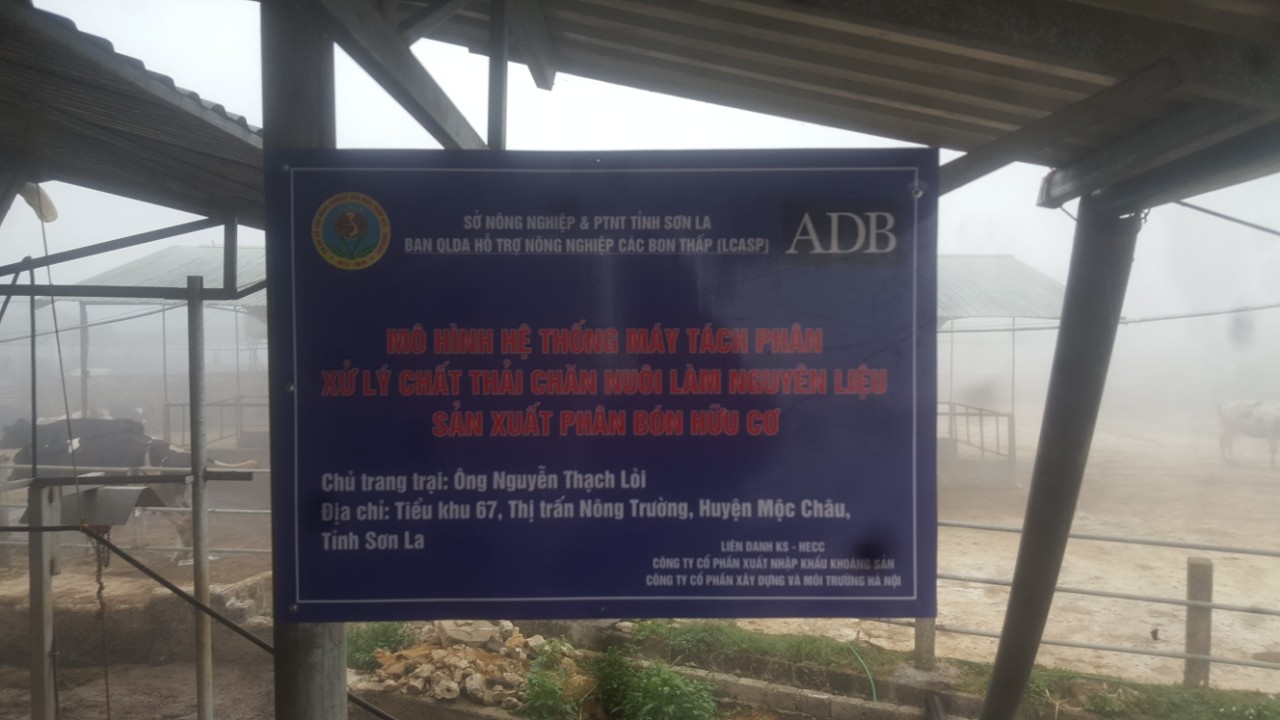 SỞ NÔNG NGHIỆP & PTNT TỈNH SƠN LA
BAN QLDA HỖ TRỢ NÔNG NGHIỆP CÁC BON THẤP (LCASP)
ADB
MÔ HÌNH HỆ THỐNG MÁY TÁCH PHÂN
XỬ LÝ CHẤT THẢI CHĂN NUÔI LÀM NGUYÊN LIỆU
SẢN XUẤT PHÂN BÓN HỮU CƠ
Chủ trang trại: Ông Nguyễn Thạch Lỏi
Địa chỉ: Tiểu khu 67, Thị trấn Nông Trường, Huyện Mộc Châu,
Tỉnh Sơn La
LIÊN DANH KS - HECC
CÔNG TY CỔ PHẦN XUẤT NHẬP KHẨU KHOÁNG SẢN
CÔNG TY CỔ PHẦN XÂY DỰNG VÀ MÔI TRƯỜNG HÀ NỘI